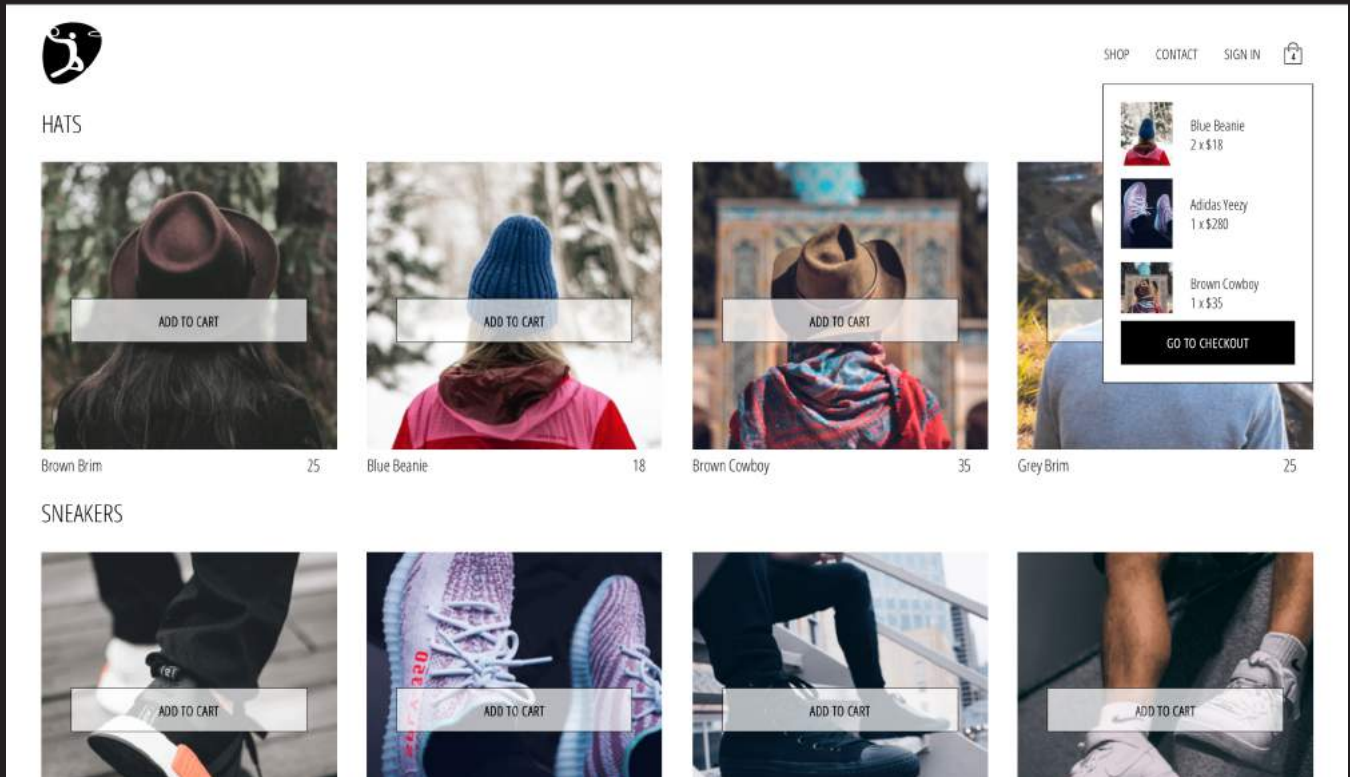 SHOP
CONTACT
SIGN IN
4
HATS
Blue Beanie
2 x $18
Adidas Yeezy
1 x $280
Brown Cowboy
1 x $35
GO TO CHECKOUT
ADD TO CART
ADD TO CART
ADD TO CART
Brown Brim
25
Blue Beanie
18
Brown Cowboy
35
Grey Brim
25
SNEAKERS
ADD TO CART
ADD TO CART
ADD TO CART
ADD TO CART